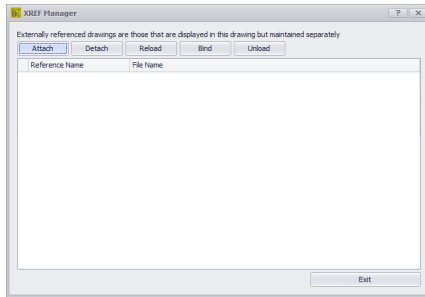 XREF Manager
Externally referenced drawings are those that are displayed in this drawing but maintained separately
Attach Detach Reload Bind Unload
Reference Name File Name
Exit